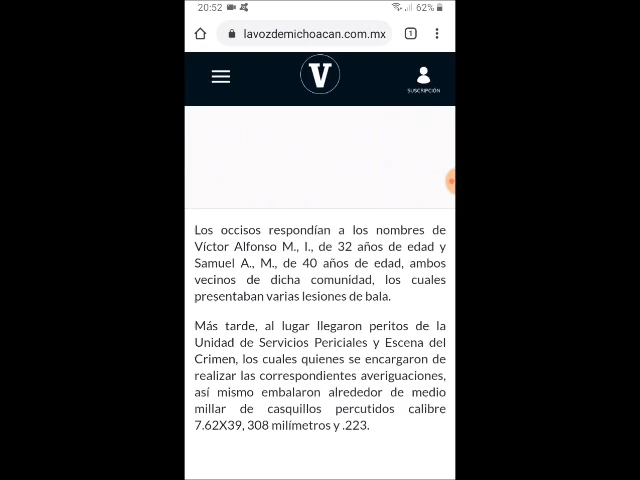 20:52 62%
lavozdemichoacan.com.mx 1
V
SUSCRIPCIÓN
Los occisos respondían a los nombres de
Víctor Alfonso M., I., de 32 años de edad y
Samuel A., M., de 40 años de edad, ambos
vecinos de dicha comunidad, los cuales
presentaban varias lesiones de bala.
Más tarde, al lugar llegaron peritos de la
Unidad de Servicios Periciales y Escena del
Crimen, los cuales quienes se encargaron de
realizar las correspondientes averiguaciones,
así mismo embalaron alrededor de medio
millar de casquillos percutidos calibre
7.62X39, 308 milímetros y .223.